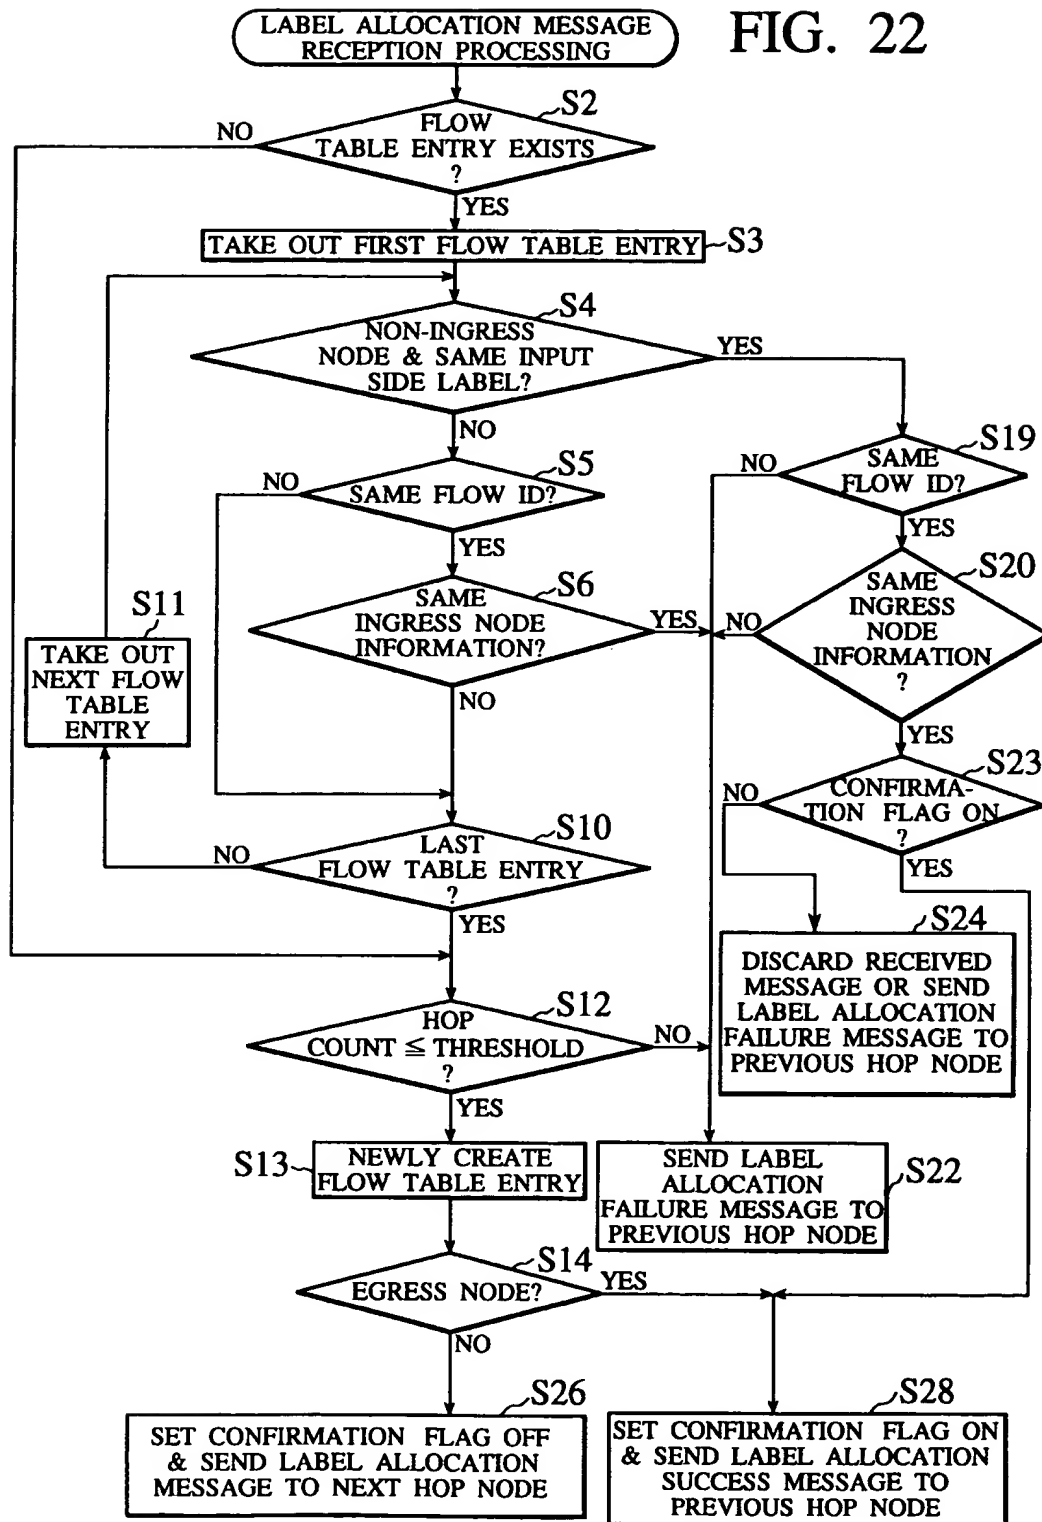 LABEL ALLOCATION MESSAGE
RECEPTION PROCESSING
FIG. 22
S2
NO
FLOW
TABLE ENTRY EXISTS
?
YES
TAKE OUT FIRST FLOW TABLE ENTRY
S3
S4
NON-INGRESS
NODE & SAME INPUT
SIDE LABEL?
YES
NO
S19
NO
SAME
FLOW ID?
YES
S5
NO
SAME FLOW ID?
YES
S20
SAME
INGRESS
NODE
INFORMATION
?
NO
YES
S6
SAME
INGRESS NODE
INFORMATION?
YES
NO
S11
TAKE OUT
NEXT FLOW
TABLE
ENTRY
S23
NO
CONFIRMA-
TION FLAG ON
?
YES
S10
NO
LAST
FLOW TABLE ENTRY
?
YES
S24
DISCARD RECEIVED
MESSAGE OR SEND
LABEL ALLOCATION
FAILURE MESSAGE TO
PREVIOUS HOP NODE
S12
HOP
COUNT ≦ THRESHOLD
?
NO
YES
S13
NEWLY CREATE
FLOW TABLE ENTRY
SEND LABEL
ALLOCATION
FAILURE MESSAGE TO
PREVIOUS HOP NODE
S22
S14
EGRESS NODE?
YES
NO
S26
SET CONFIRMATION FLAG OFF
& SEND LABEL ALLOCATION
MESSAGE TO NEXT HOP NODE
S28
SET CONFIRMATION FLAG ON
& SEND LABEL ALLOCATION
SUCCESS MESSAGE TO
PREVIOUS HOP NODE